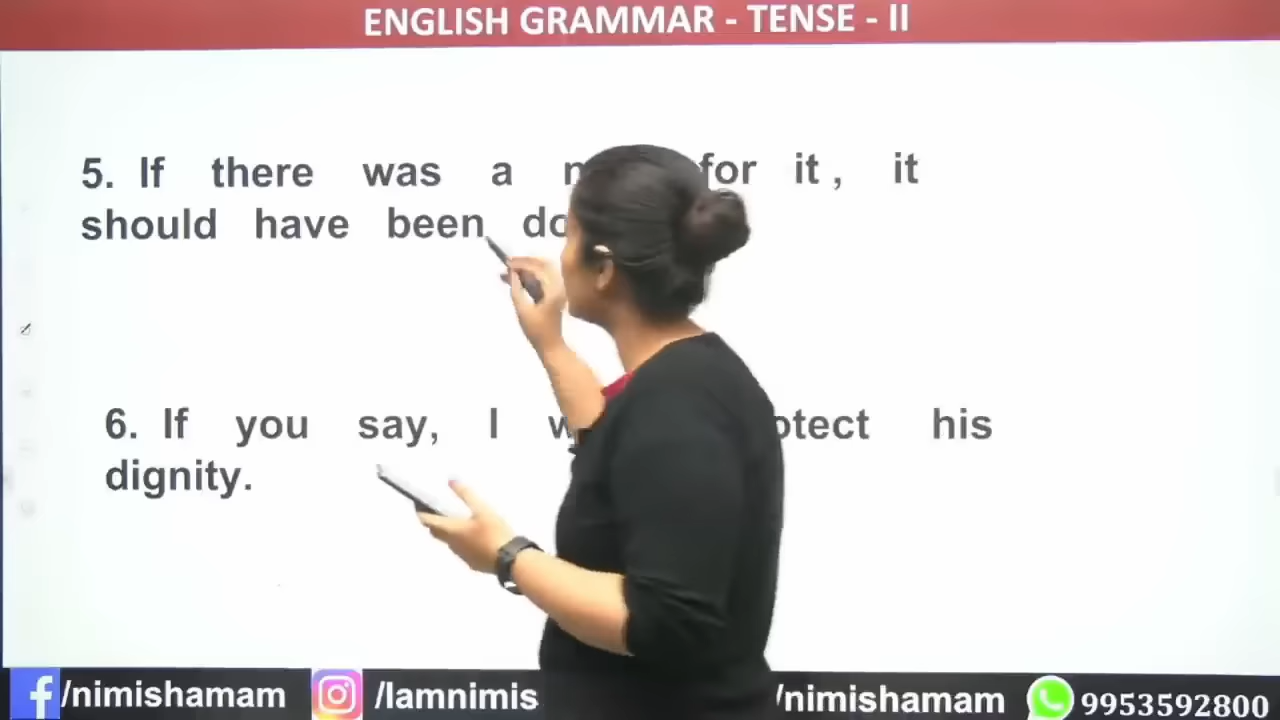 ENGLISH GRAMMAR - TENSE - II
5. If there was a for it, it
should have been
6. If you say, I his
dignity.
/nimishamam /Iamnimis /nimishamam 9953592800